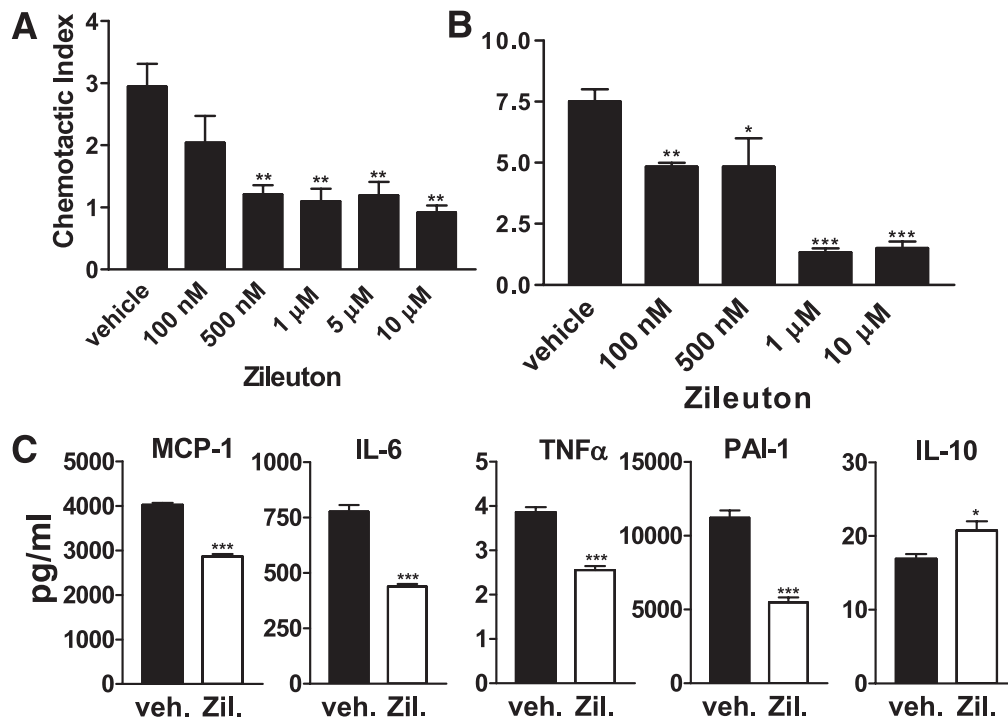 A
Chemotactic Index
4
3
2
1
0
**
**
**
**
vehicle
100 nM
500 nM
1 μM
5 μM
10 μM
Zileuton
B
10.0
7.5
5.0
2.5
0.0
**
*
***
***
vehicle
100 nM
500 nM
1 μM
10 μM
Zileuton
C
pg/ml
MCP-1
5000
4000
3000
2000
1000
0
***
veh. Zil.
IL-6
1000
750
500
250
0
***
veh. Zil.
TNFα
5
4
3
2
1
0
***
veh. Zil.
PAI-1
15000
10000
5000
0
***
veh. Zil.
IL-10
30
20
10
0
*
veh. Zil.